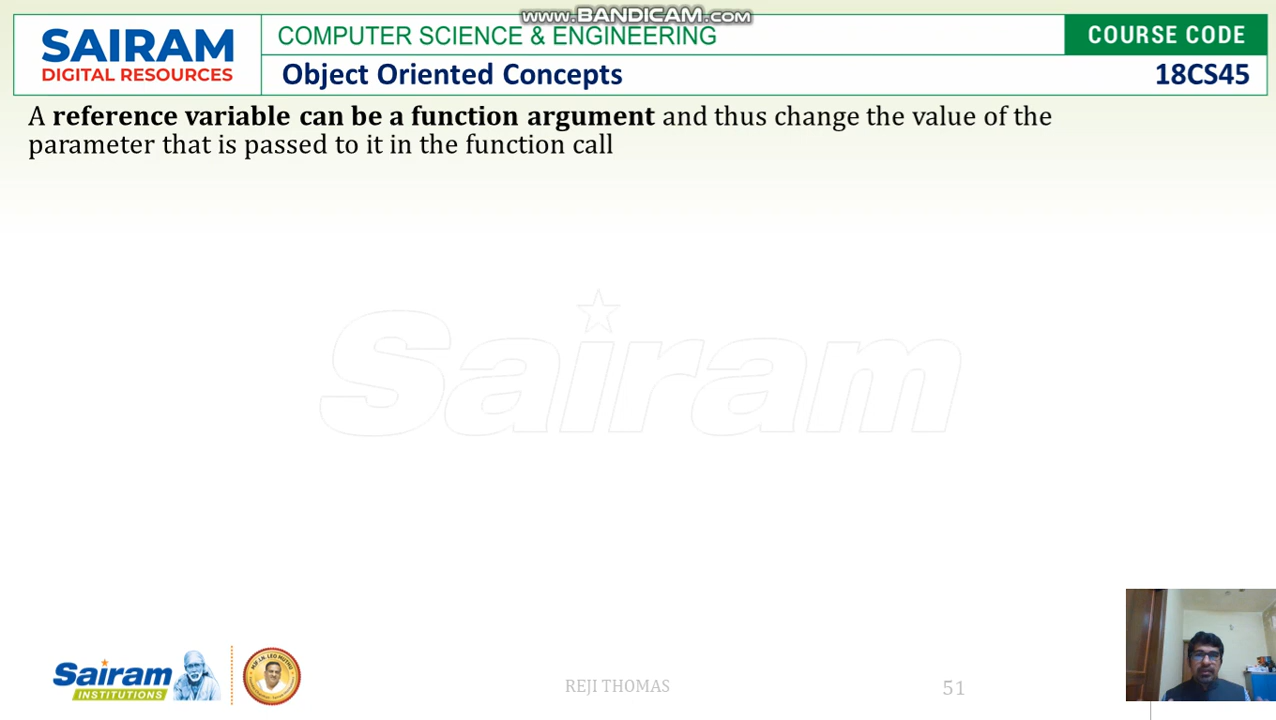 www.BANDICAM.com
SAIRAM
DIGITAL RESOURCES
COMPUTER SCIENCE & ENGINEERING
COURSE CODE
Object Oriented Concepts
18CS45
A reference variable can be a function argument and thus change the value of the
parameter that is passed to it in the function call
Sairam
Sairam
INSTITUTIONS
REJI THOMAS
51